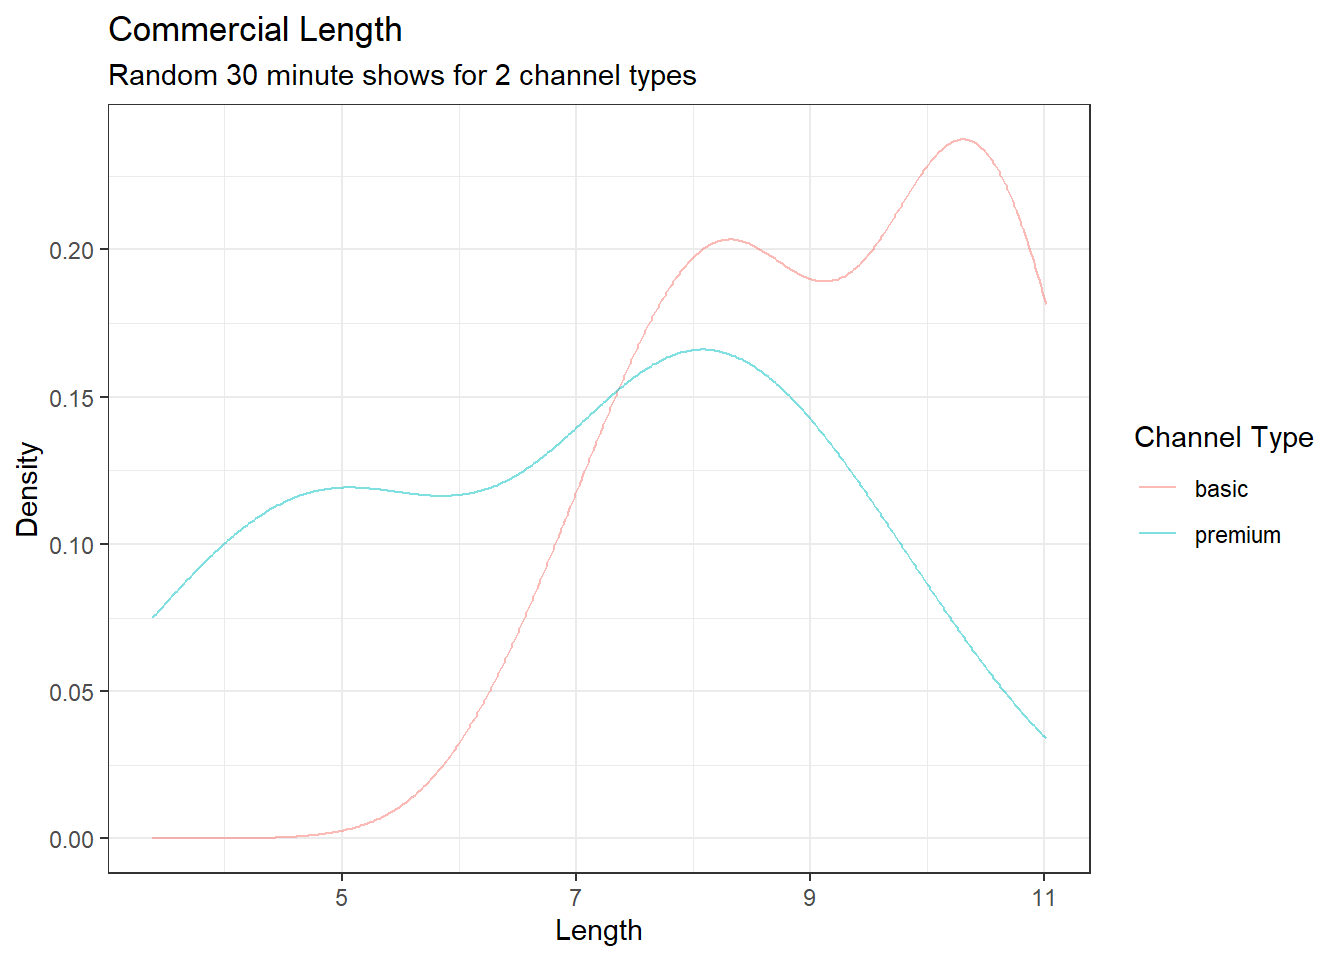 Commercial Length
Random 30 minute shows for 2 channel types
0.20
0.15
0.10
0.05
0.00
Density
5
7
9
11
Length
Channel Type
basic
premium